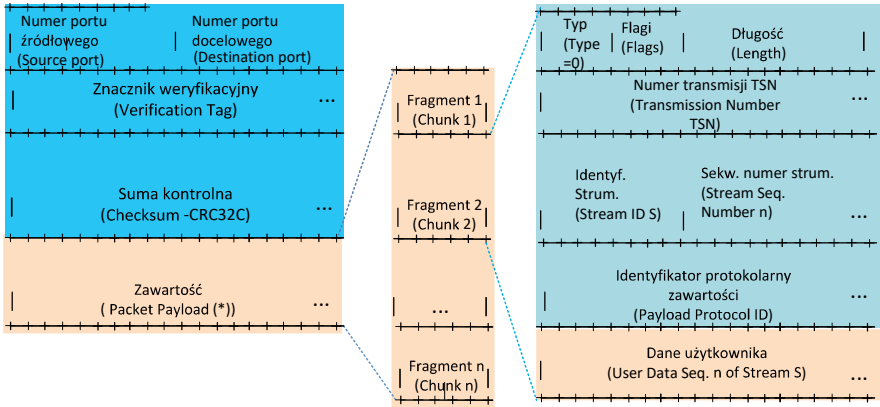 Numer portu
źródłowego
(Source port)
Numer portu
docelowego
(Destination port)
Znacznik weryfikacyjny
(Verification Tag)
...
Suma kontrolna
(Checksum -CRC32C)
...
Zawartość
( Packet Payload (*))
...
Fragment 1
(Chunk 1)
Fragment 2
(Chunk 2)
...
Fragment n
(Chunk n)
Typ
(Type
=0)
Flagi
(Flags)
Długość
(Length)
Numer transmisji TSN
(Transmission Number
TSN)
...
Identyf.
Strum.
(Stream ID S)
Sekw. numer strum.
(Stream Seq.
Number n)
...
Identyfikator protokolarny
zawartości
(Payload Protocol ID)
...
Dane użytkownika
(User Data Seq. n of Stream S)
...